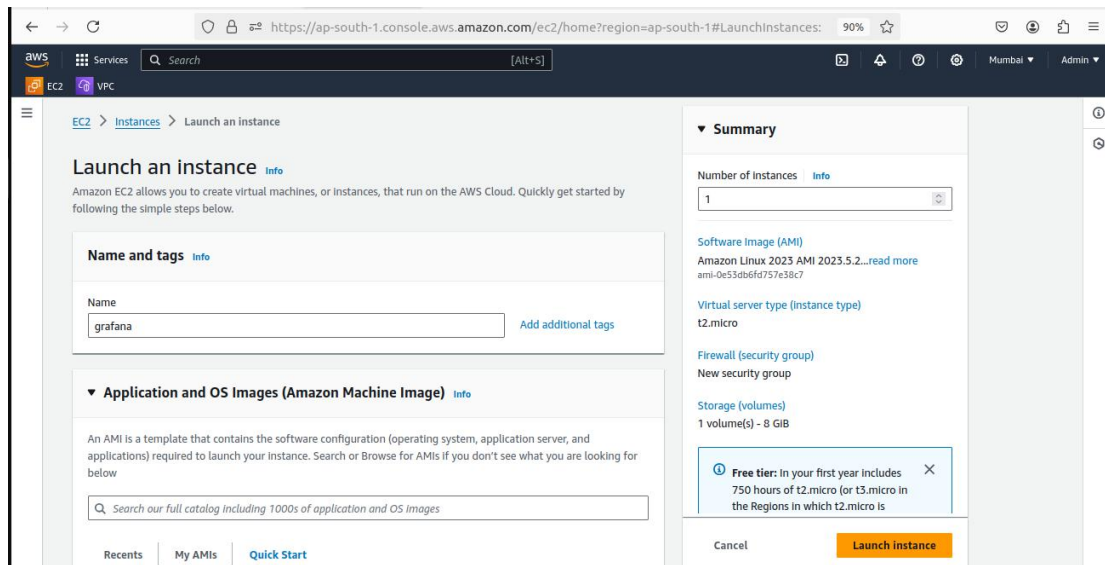 https://ap-south-1.console.aws.amazon.com/ec2/home?region=ap-south-1#LaunchInstances: 90%
aws Services Search [Alt+S] Mumbai ▼ Admin ▼
EC2 VPC
EC2 > Instances > Launch an instance
Launch an instance Info
Amazon EC2 allows you to create virtual machines, or instances, that run on the AWS Cloud. Quickly get started by
following the simple steps below.
Name and tags Info
Name
grafana Add additional tags
▼ Application and OS Images (Amazon Machine Image) Info
An AMI is a template that contains the software configuration (operating system, application server, and
applications) required to launch your instance. Search or Browse for AMIs if you don't see what you are looking for
below
Search our full catalog including 1000s of application and OS Images
Recents My AMIs Quick Start
▼ Summary
Number of instances Info
1
Software Image (AMI)
Amazon Linux 2023 AMI 2023.5.2...read more
ami-0e53db6fd757e38c7
Virtual server type (instance type)
t2.micro
Firewall (security group)
New security group
Storage (volumes)
1 volume(s) - 8 GiB
Free tier: In your first year includes
750 hours of t2.micro (or t3.micro in
the Regions in which t2.micro is
Cancel Launch instance